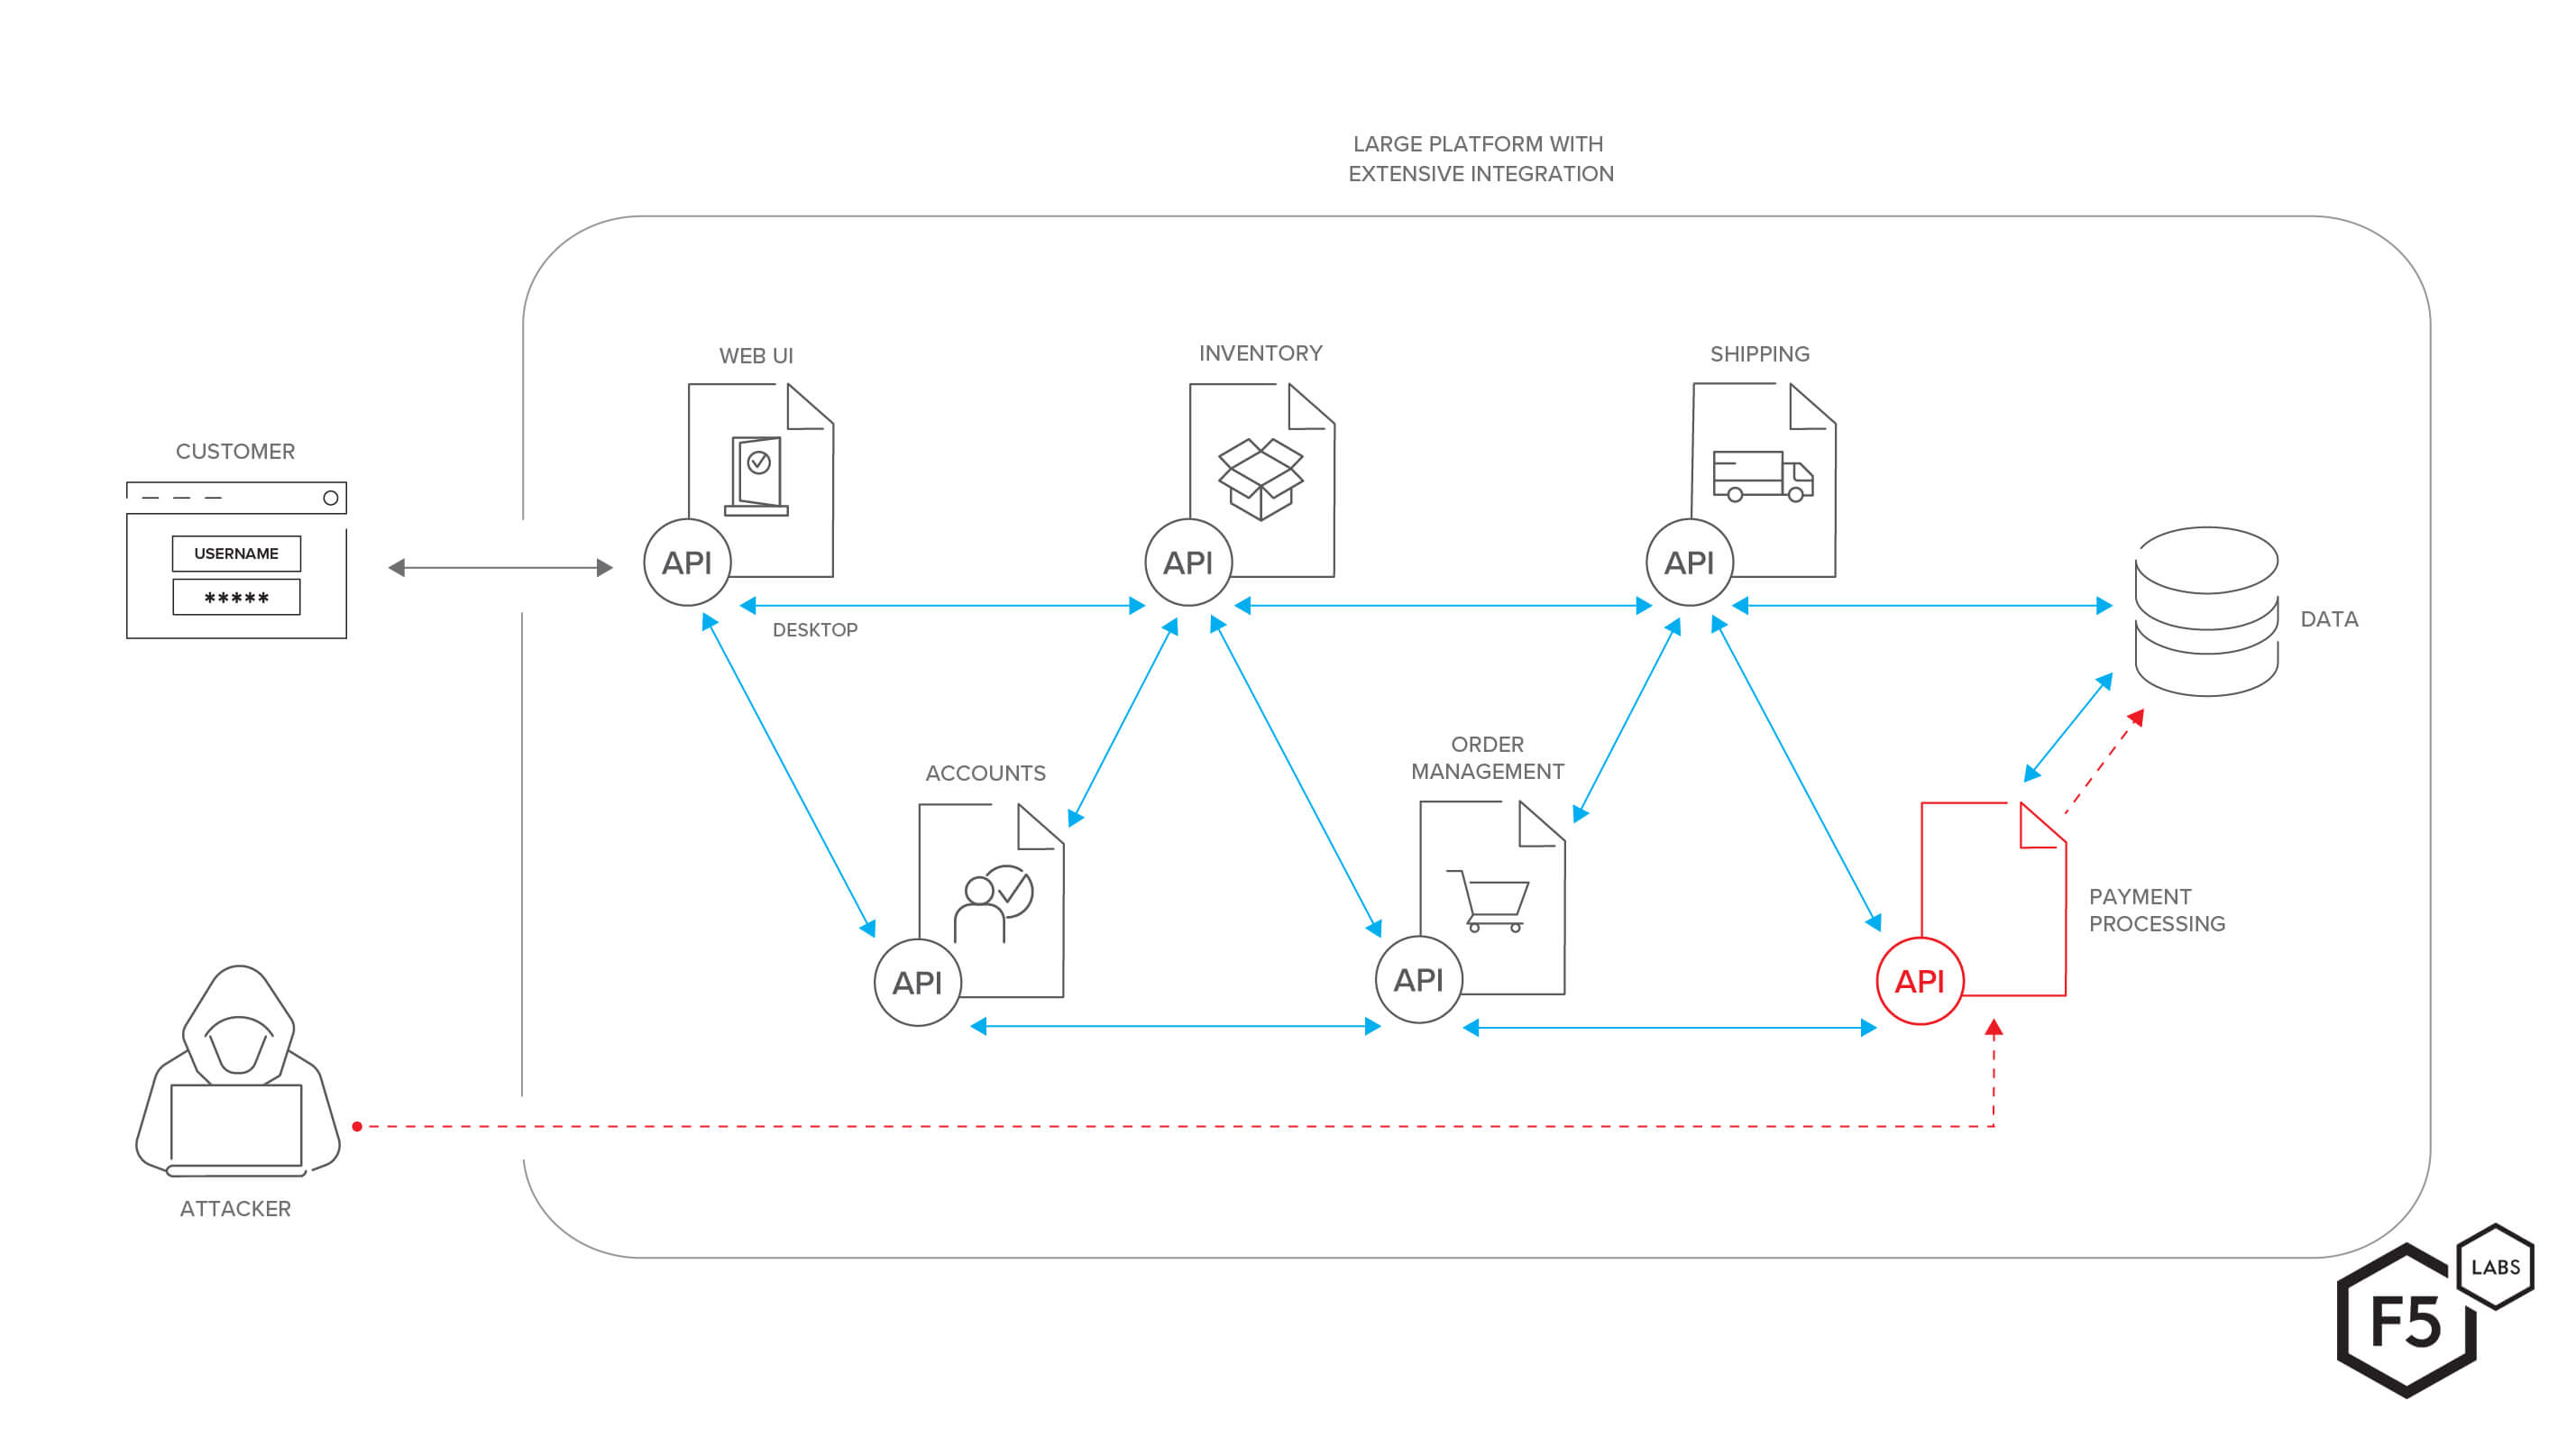 LARGE PLATFORM WITH
EXTENSIVE INTEGRATION
WEB UI
INVENTORY
SHIPPING
CUSTOMER
USERNAME
*****
API
API
API
DESKTOP
DATA
ACCOUNTS
ORDER
MANAGEMENT
PAYMENT
PROCESSING
API
API
API
ATTACKER
LABS
F5